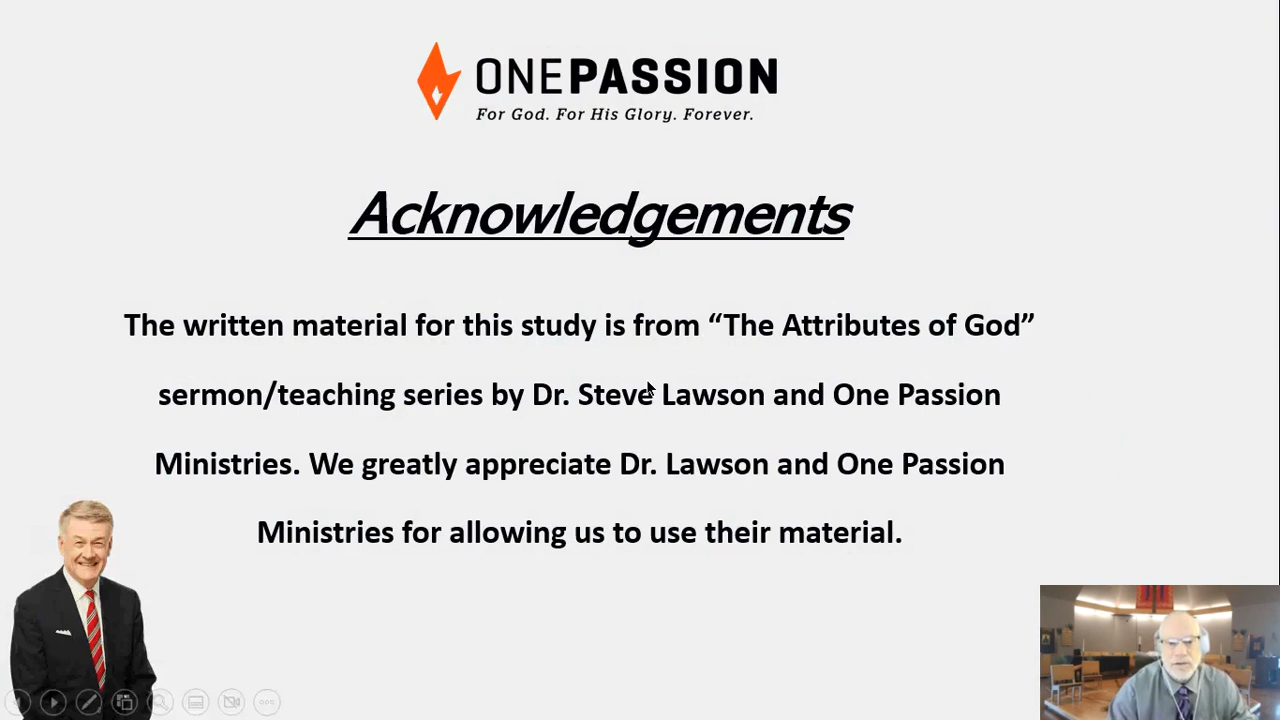 ONEPASSION
For God. For His Glory. Forever.
Acknowledgements
The written material for this study is from “The Attributes of God”
sermon/teaching series by Dr. Steve Lawson and One Passion
Ministries. We greatly appreciate Dr. Lawson and One Passion
Ministries for allowing us to use their material.